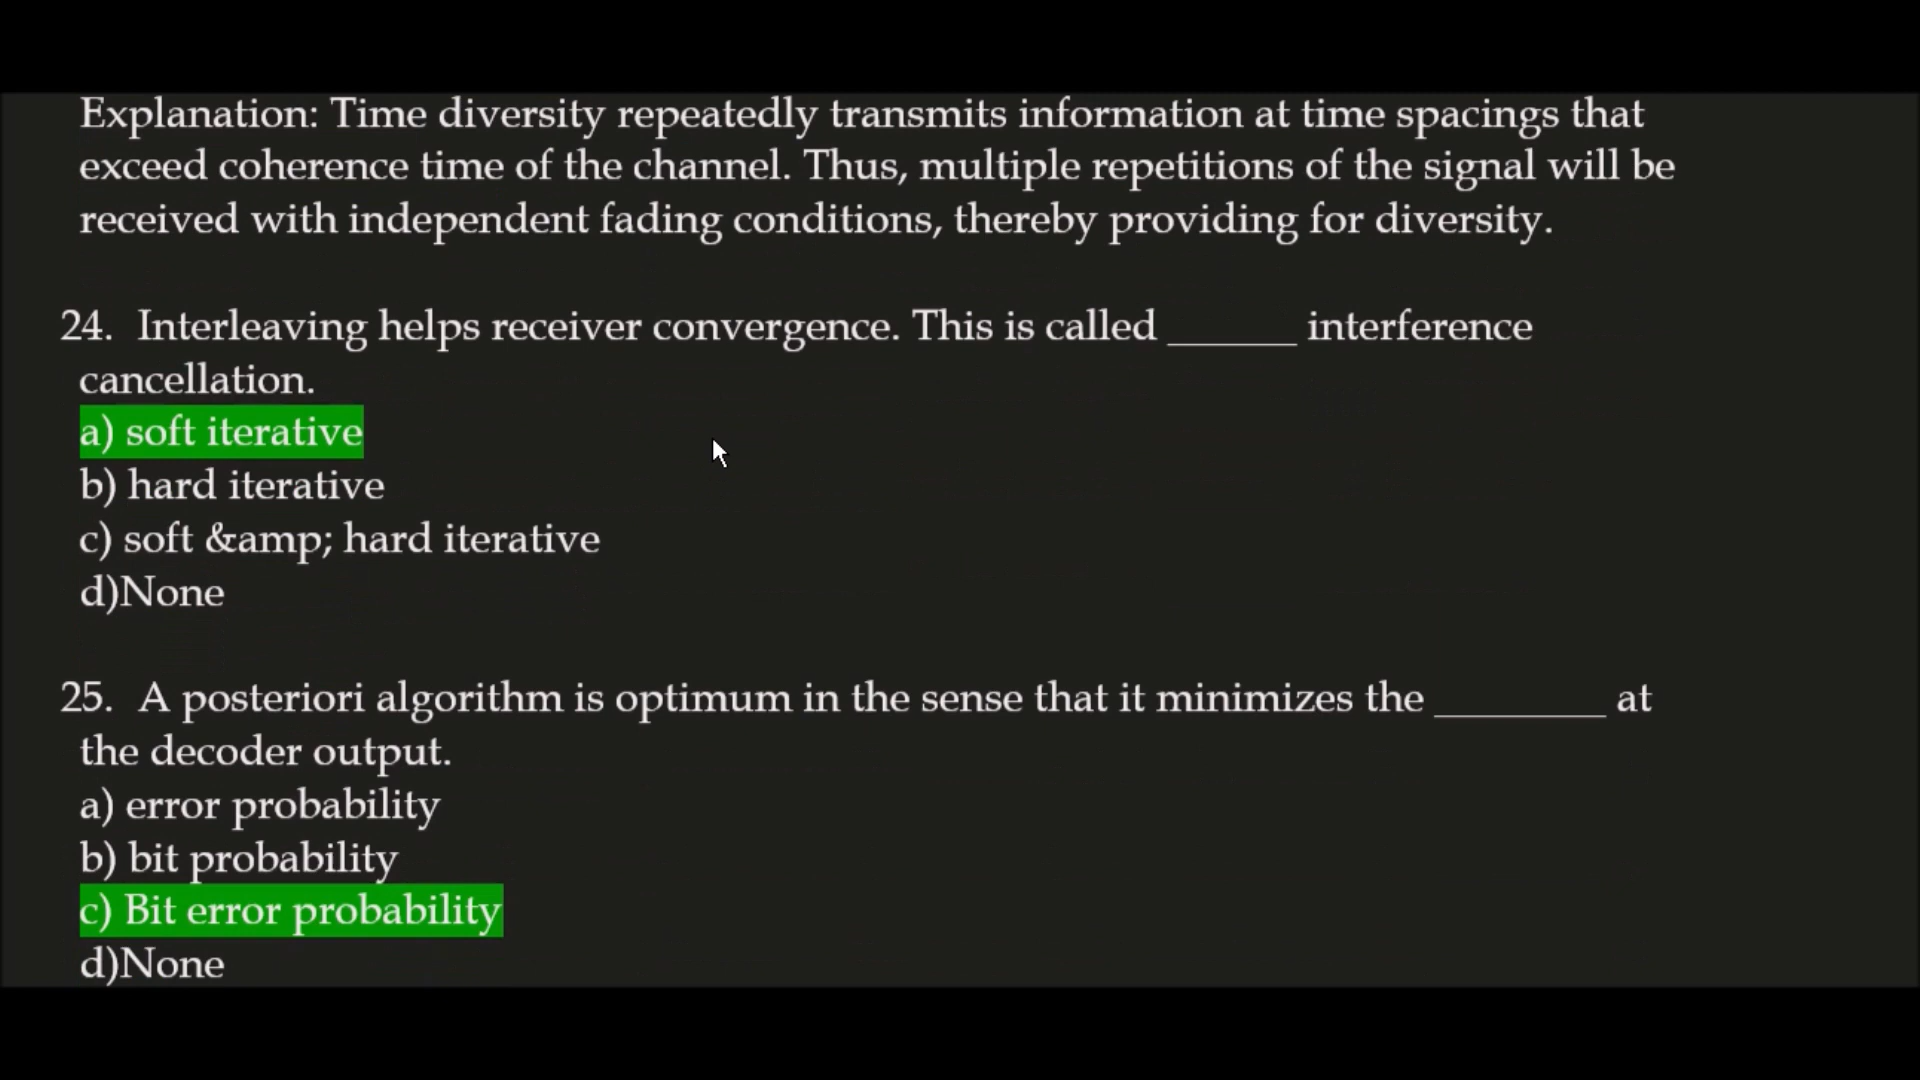 Explanation: Time diversity repeatedly transmits information at time spacings that
exceed coherence time of the channel. Thus, multiple repetitions of the signal will be
received with independent fading conditions, thereby providing for diversity.
24. Interleaving helps receiver convergence. This is called ______ interference
cancellation.
a) soft iterative
b) hard iterative
c) soft &amp; hard iterative
d)None
25. A posteriori algorithm is optimum in the sense that it minimizes the ________ at
the decoder output.
a) error probability
b) bit probability
c) Bit error probability
d)None